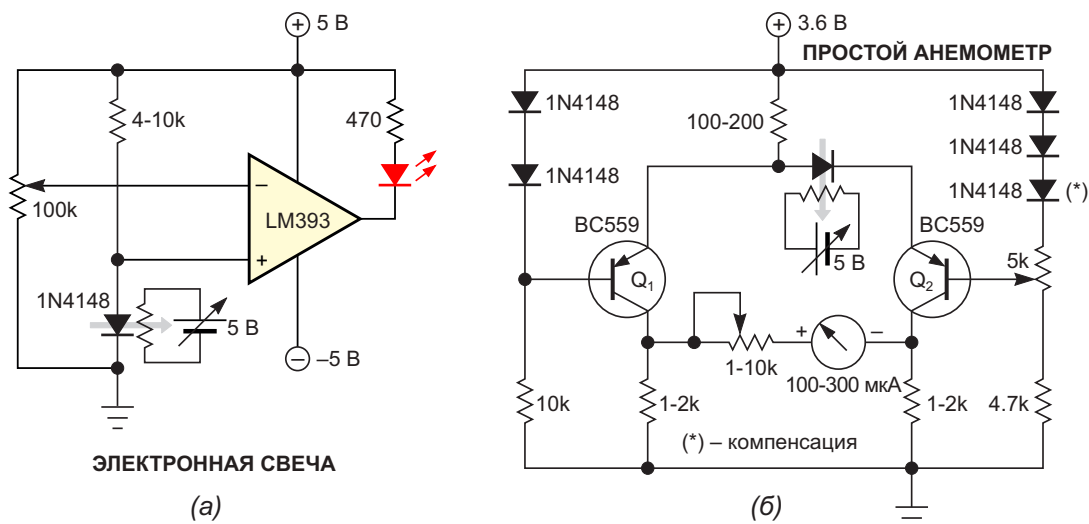 5 В
4-10k
470
100k
−
LM393
+
1N4148
5 В
–5 В
ЭЛЕКТРОННАЯ СВЕЧА
(а)
3.6 В
ПРОСТОЙ АНЕМОМЕТР
1N4148
1N4148
100-200
1N4148
1N4148
1N4148
(*)
BC559
BC559
5 В
5k
Q1
Q2
+
–
1-10k
100-300 мкА
10k
1-2k
1-2k
4.7k
(*) – компенсация
(б)